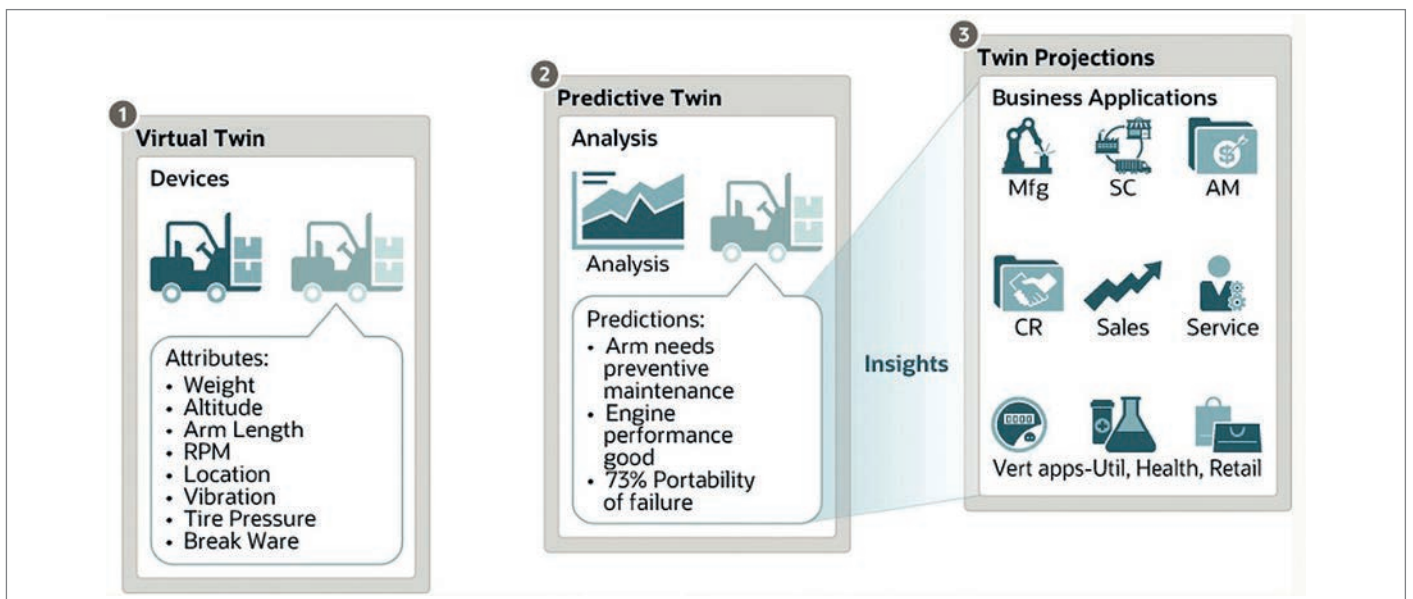 1
Virtual Twin
Devices
Attributes:
• Weight
• Altitude
• Arm Length
• RPM
• Location
• Vibration
• Tire Pressure
• Break Ware
2
Predictive Twin
Analysis
Analysis
Predictions:
• Arm needs
preventive
maintenance
• Engine
performance
good
• 73% Portability
of failure
Insights
3
Twin Projections
Business Applications
Mfg SC AM
CR Sales Service
Vert apps-Util, Health, Retail